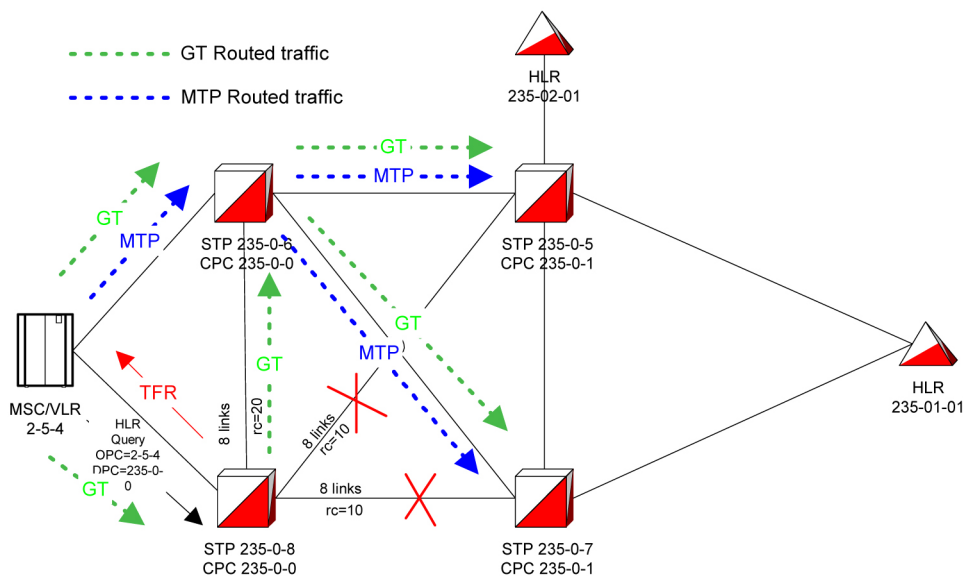 GT Routed traffic
MTP Routed traffic
HLR
235-02-01
GT
MTP
GT
MTP
STP 235-0-6
CPC 235-0-0
STP 235-0-5
CPC 235-0-1
GT
MTP
GT
TFR
MSC/VLR
2-5-4
HLR
Query
OPC=2-5-4
DPC=235-0-
0
GT
8 links
rc=20
8 links
rc=10
8 links
rc=10
HLR
235-01-01
STP 235-0-8
CPC 235-0-0
STP 235-0-7
CPC 235-0-1